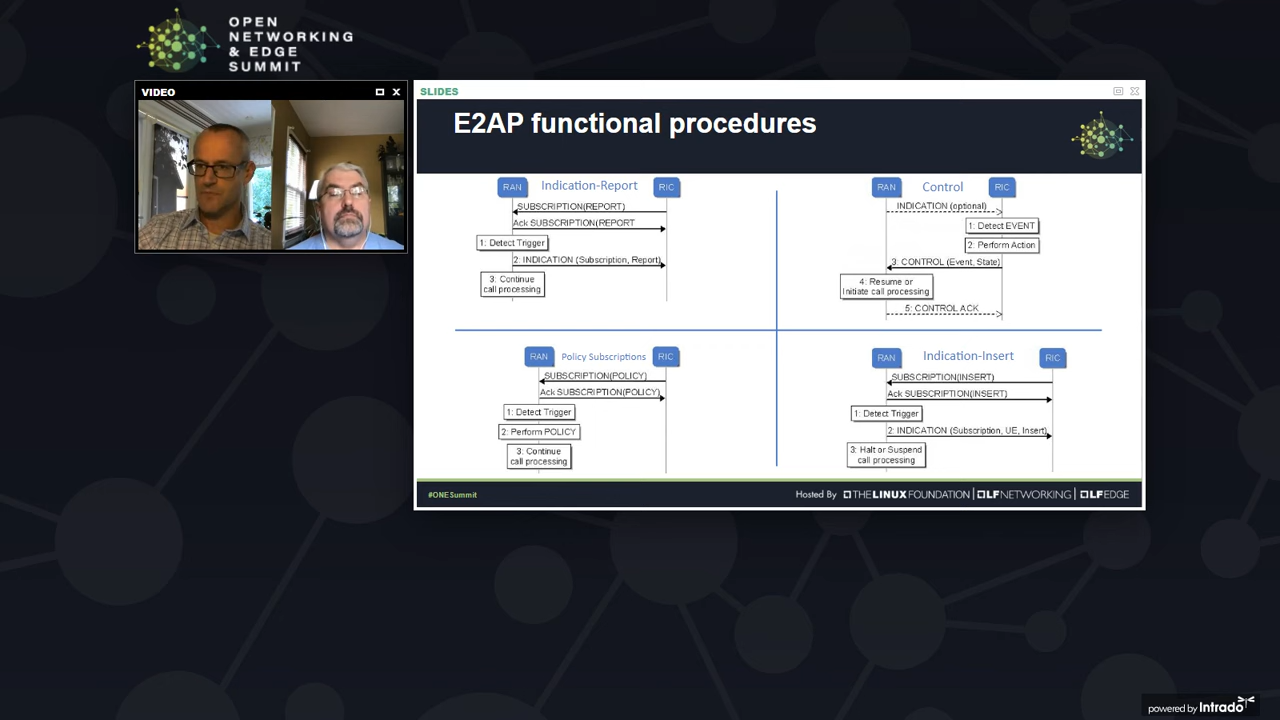 OPEN
NETWORKING
& EDGE
SUMMIT
VIDEO
SLIDES
E2AP functional procedures
RAN
Indication-Report
RIC
SUBSCRIPTION(REPORT)
Ack SUBSCRIPTION(REPORT
1: Detect Trigger
2: INDICATION (Subscription, Report)
3: Continue
call processing
RAN
Control
RIC
INDICATION (optional)
1: Detect EVENT
2: Perform Action
3: CONTROL (Event, State)
4: Resume or
Initiate call processing
5: CONTROL ACK
RAN
Policy Subscriptions
RIC
SUBSCRIPTION(POLICY)
Ack SUBSCRIPTION(POLICY)
1: Detect Trigger
2: Perform POLICY
3: Continue
call processing
RAN
Indication-Insert
RIC
SUBSCRIPTION(INSERT)
Ack SUBSCRIPTION(INSERT)
1: Detect Trigger
2: INDICATION (Subscription, UE, Insert)
3: Halt or Suspend
call processing
#ONESummit
Hosted By THE LINUX FOUNDATION | LF NETWORKING | LF EDGE
powered by Intrado